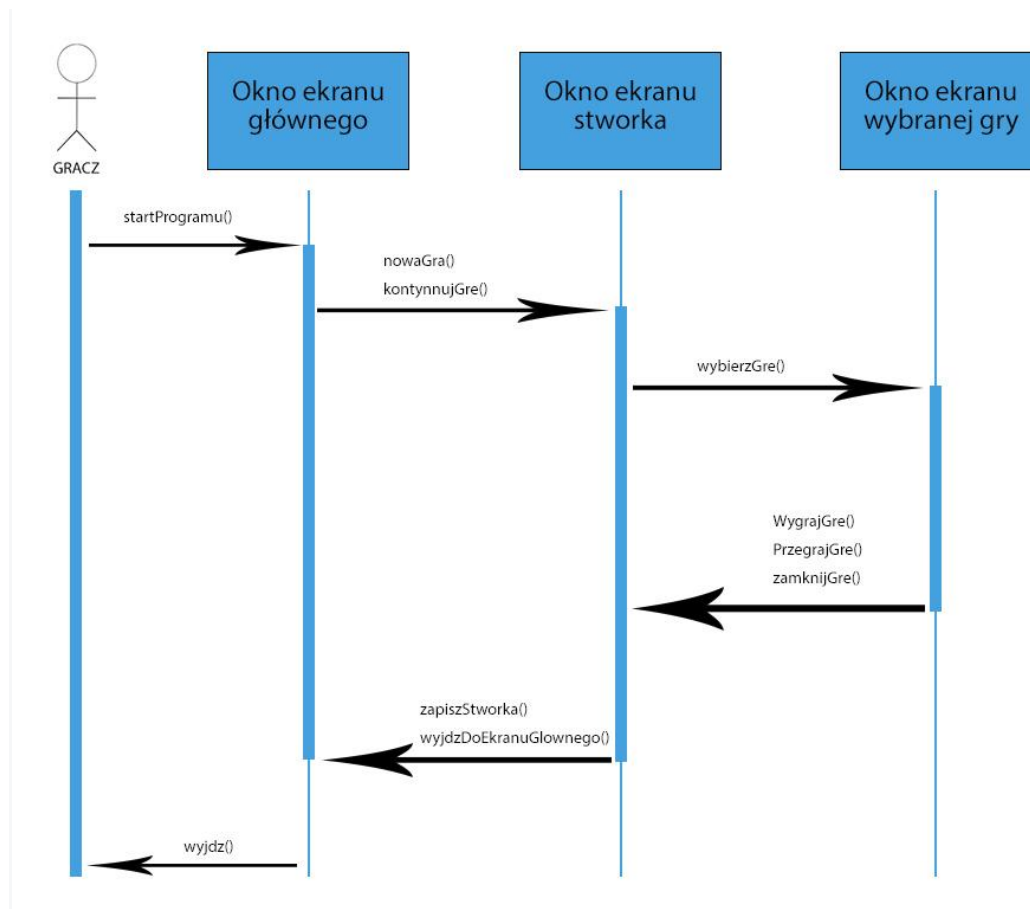 Okno ekranu
głównego
Okno ekranu
stworka
Okno ekranu
wybranej gry
GRACZ
startProgramu()
nowaGra()
kontynnujGre()
wybierzGre()
WygrajGre()
PrzegrajGre()
zamknijGre()
zapiszStworka()
wyjdzDoEkranuGlownego()
wyjdz()